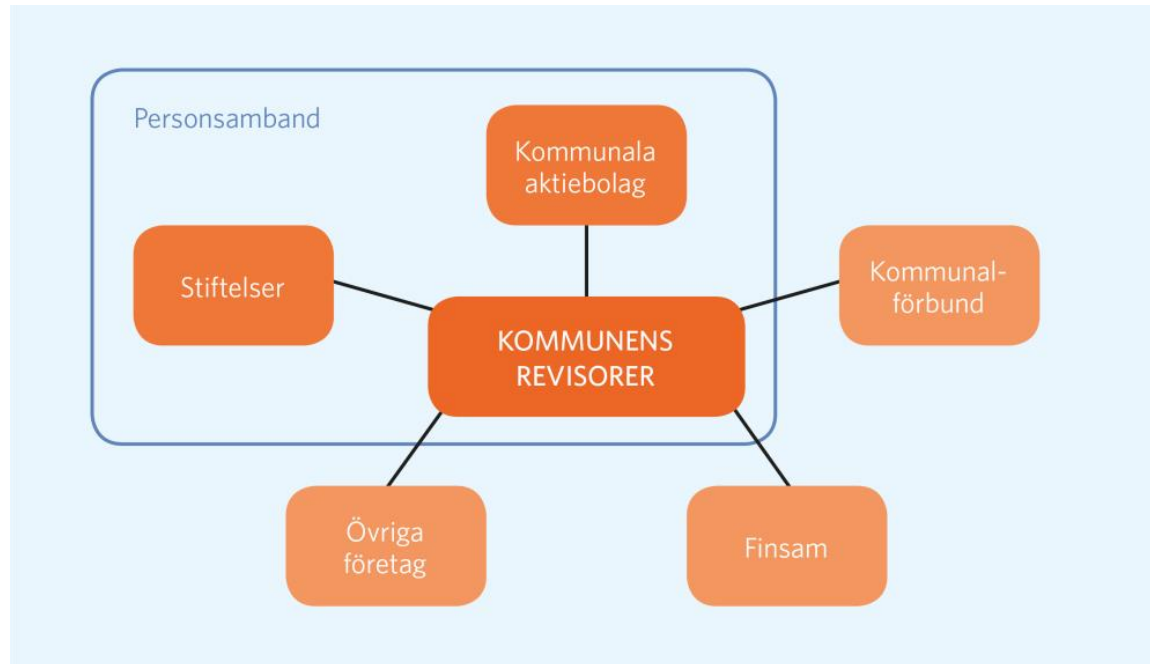 Personsamband
Kommunala
aktiebolag
Stiftelser
Kommunal-
förbund
KOMMUNENS
REVISORER
Övriga
företag
Finsam